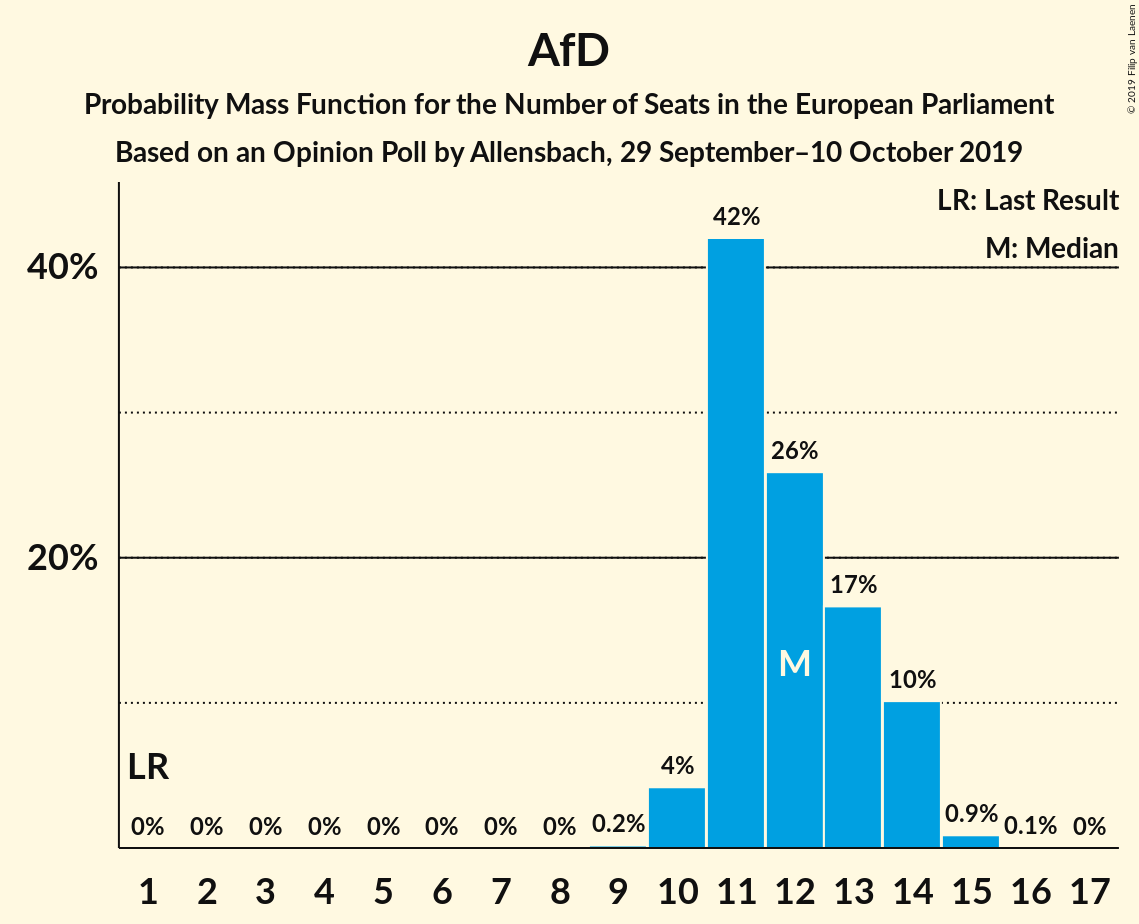 AfD
Probability Mass Function for the Number of Seats in the European Parliament
Based on an Opinion Poll by Allensbach, 29 September–10 October 2019
© 2019 Filip van Laenen
LR: Last Result
M: Median
40%
20%
LR
0% 0% 0% 0% 0% 0% 0% 0% 0.2% 4% 42% 26% 17% 10% 0.9% 0.1% 0%
M
1 2 3 4 5 6 7 8 9 10 11 12 13 14 15 16 17